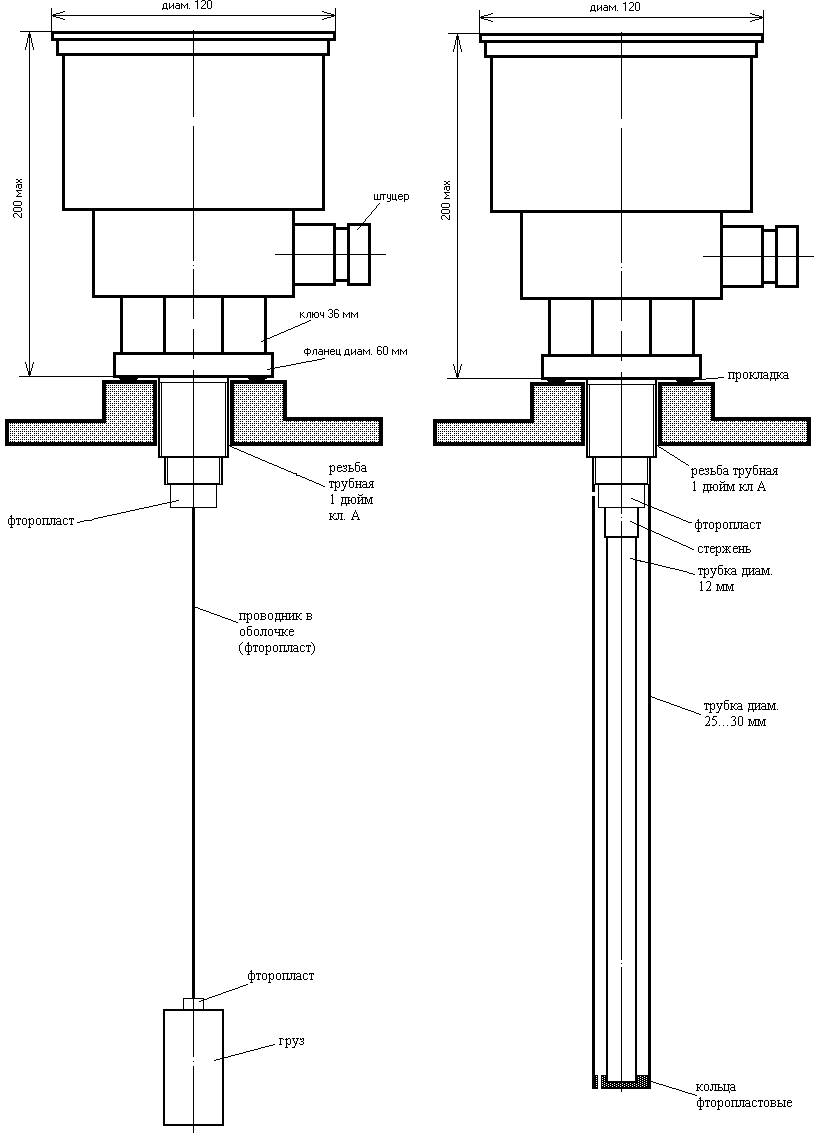 диам. 120
200 мах
штуцер
ключ 36 мм
фланец диам. 60 мм
резьба
трубная
1 дюйм
кл. А
фторопласт
проводник в
оболочке
(фторопласт)
фторопласт
груз
диам. 120
200 мах
прокладка
резьба трубная
1 дюйм кл А
фторопласт
стержень
трубка диам.
12 мм
трубка диам.
25...30 мм
кольца
фторопластовые